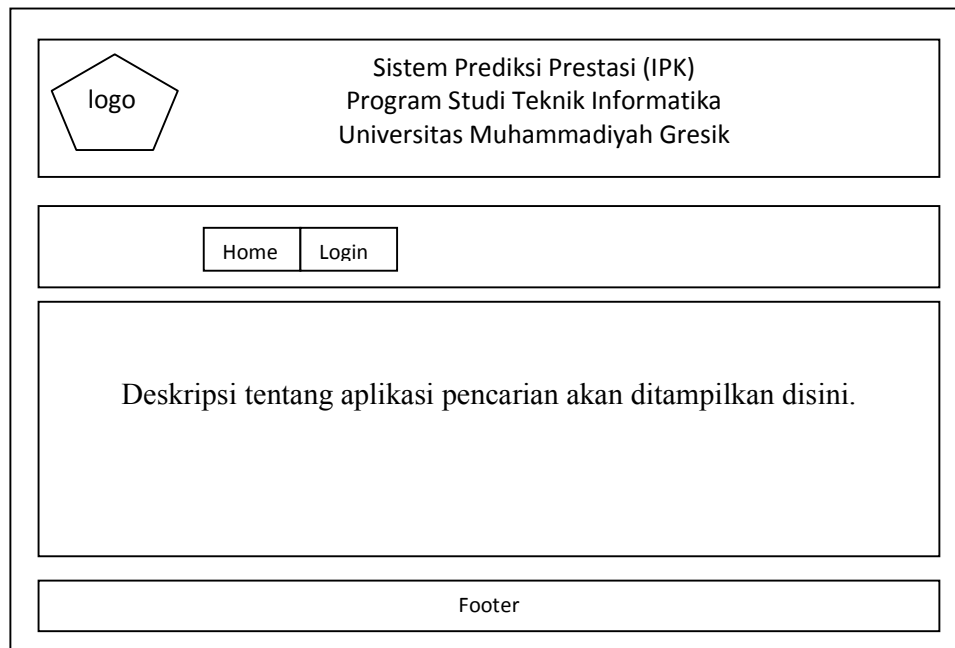 logo
Sistem Prediksi Prestasi (IPK)
Program Studi Teknik Informatika
Universitas Muhammadiyah Gresik
Home
Login
Deskripsi tentang aplikasi pencarian akan ditampilkan disini.
Footer